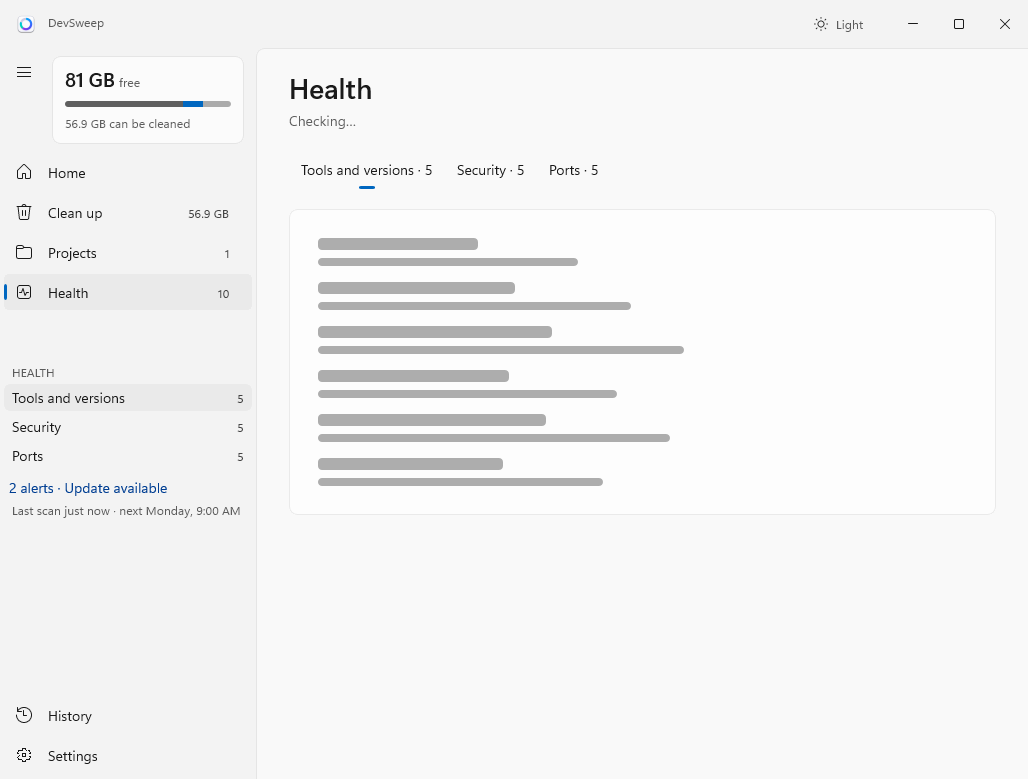 DevSweep
Light
81 GB free
56.9 GB can be cleaned
Home
Clean up 56.9 GB
Projects 1
Health 10
HEALTH
Tools and versions 5
Security 5
Ports 5
2 alerts · Update available
Last scan just now · next Monday, 9:00 AM
History
Settings
Health
Checking...
Tools and versions · 5 Security · 5 Ports · 5